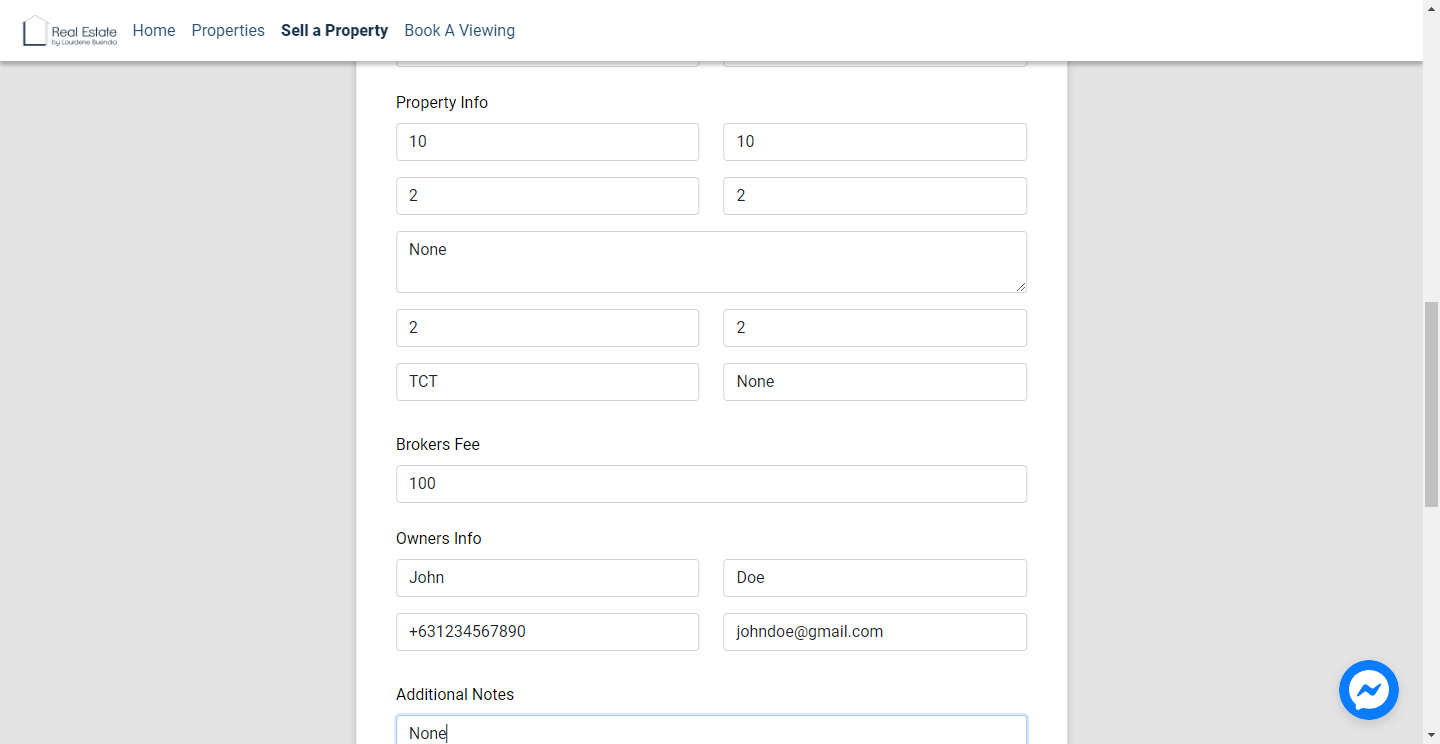 Real Estate
by Lourdene Buendia
Home Properties Sell a Property Book A Viewing
Property Info
10 10
2 2
None
2 2
TCT None
Brokers Fee
100
Owners Info
John Doe
+631234567890 johndoe@gmail.com
Additional Notes
None